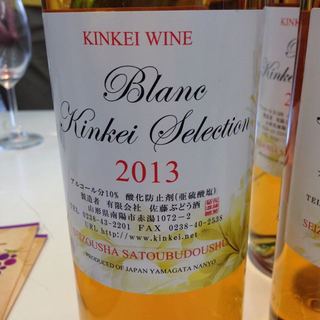 KINKEI WINE
Blanc
Kinkei Selection
2013
アルコール分10% 酸化防止剤(亜硫酸塩)
製造者 有限会社 佐藤ぶどう酒
山形県南陽市赤湯1072-2
TEL 0238-43-2201 FAX 0238-40-2538
URL http://www.kinkei.net
SEIZOUSHA SATOUBUDOUSHU
PRODUCED OF JAPAN YAMAGATA NANYO